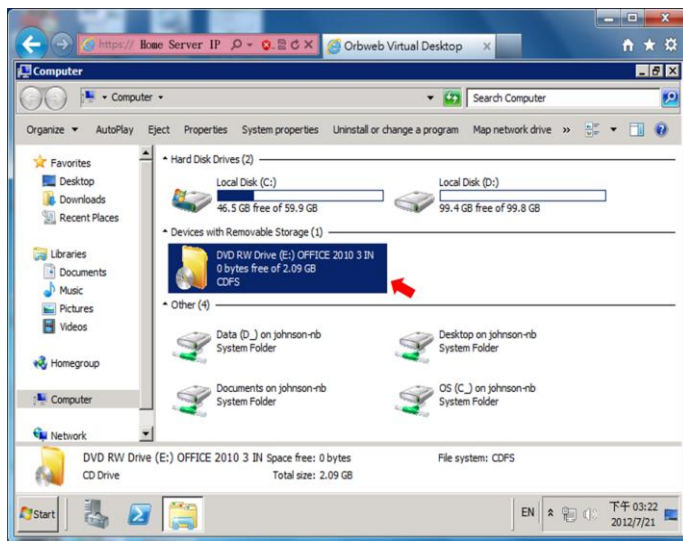 https:// Home Server IP
Orbweb Virtual Desktop
Computer
Computer
Search Computer
Organize AutoPlay Eject Properties System properties Uninstall or change a program Map network drive »
Favorites
Desktop
Downloads
Recent Places
Libraries
Documents
Music
Pictures
Videos
Homegroup
Computer
Network
Hard Disk Drives (2)
Local Disk (C:)
46.5 GB free of 59.9 GB
Local Disk (D:)
99.4 GB free of 99.8 GB
Devices with Removable Storage (1)
DVD RW Drive (E:) OFFICE 2010 3 IN
0 bytes free of 2.09 GB
CDFS
Other (4)
Data (D_) on johnson-nb
System Folder
Desktop on johnson-nb
System Folder
Documents on johnson-nb
System Folder
OS (C_) on johnson-nb
System Folder
DVD RW Drive (E:) OFFICE 2010 3 IN Space free: 0 bytes File system: CDFS
CD Drive Total size: 2.09 GB
Start
EN
下午 03:22
2012/7/21